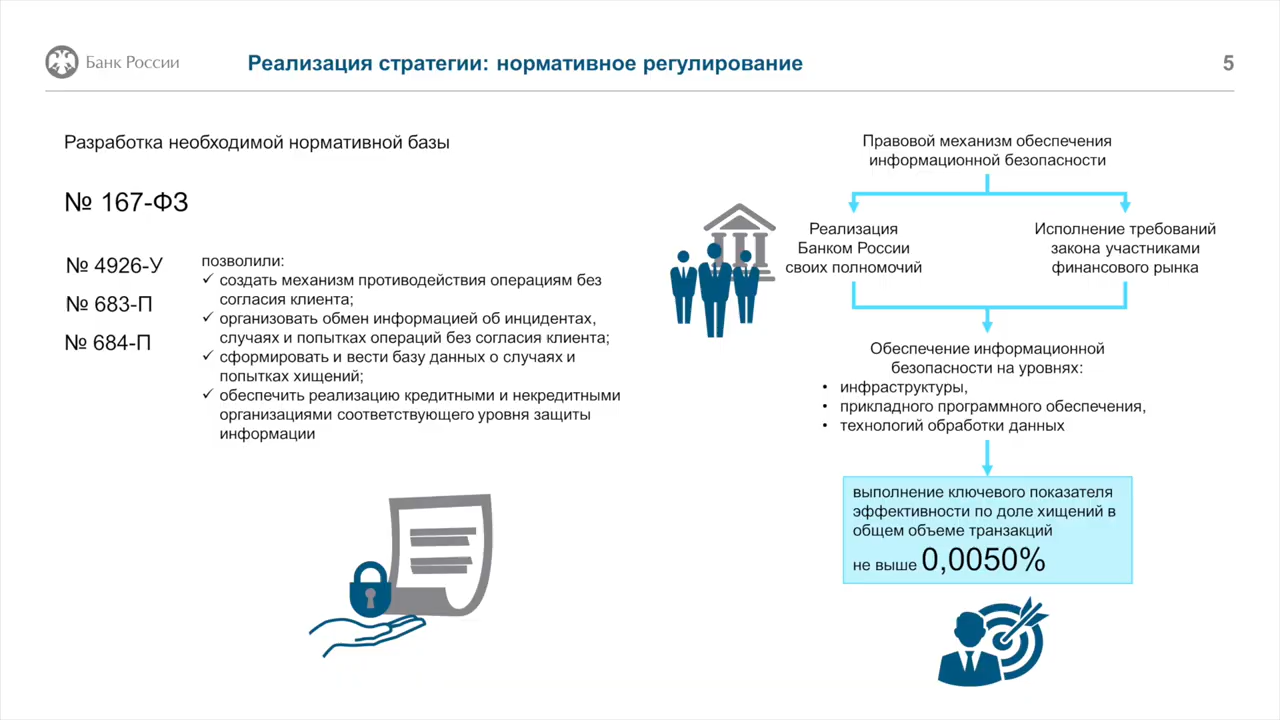 Банк России
Реализация стратегии: нормативное регулирование
5
Разработка необходимой нормативной базы
№ 167-ФЗ
№ 4926-У
№ 683-П
№ 684-П
позволили:
✓ создать механизм противодействия операциям без
согласия клиента;
✓ организовать обмен информацией об инцидентах,
случаях и попытках операций без согласия клиента;
✓ сформировать и вести базу данных о случаях и
попытках хищений;
✓ обеспечить реализацию кредитными и некредитными
организациями соответствующего уровня защиты
информации
Правовой механизм обеспечения
информационной безопасности
Реализация
Банком России
своих полномочий
Исполнение требований
закона участниками
финансового рынка
Обеспечение информационной
безопасности на уровнях:
• инфраструктуры,
• прикладного программного обеспечения,
• технологий обработки данных
выполнение ключевого показателя
эффективности по доле хищений в
общем объеме транзакций
не выше 0,0050%